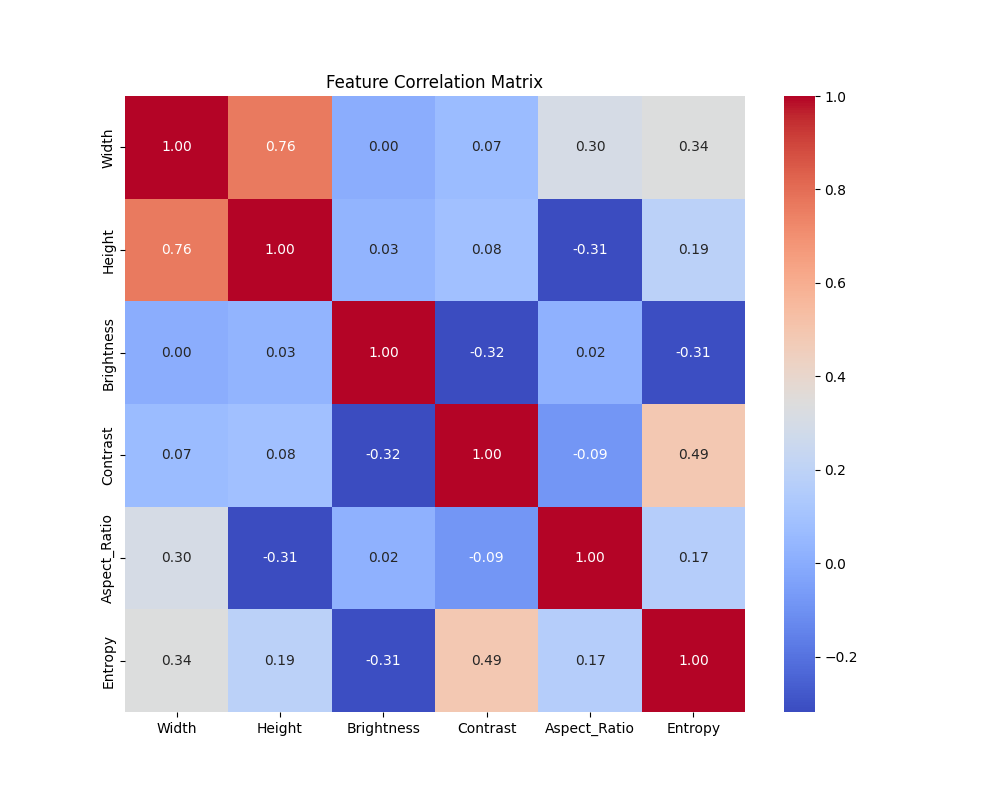 Feature Correlation Matrix
Width 1.00 0.76 0.00 0.07 0.30 0.34
Height 0.76 1.00 0.03 0.08 -0.31 0.19
Brightness 0.00 0.03 1.00 -0.32 0.02 -0.31
Contrast 0.07 0.08 -0.32 1.00 -0.09 0.49
Aspect_Ratio 0.30 -0.31 0.02 -0.09 1.00 0.17
Entropy 0.34 0.19 -0.31 0.49 0.17 1.00
Width Height Brightness Contrast Aspect_Ratio Entropy
1.0
0.8
0.6
0.4
0.2
0.0
−0.2